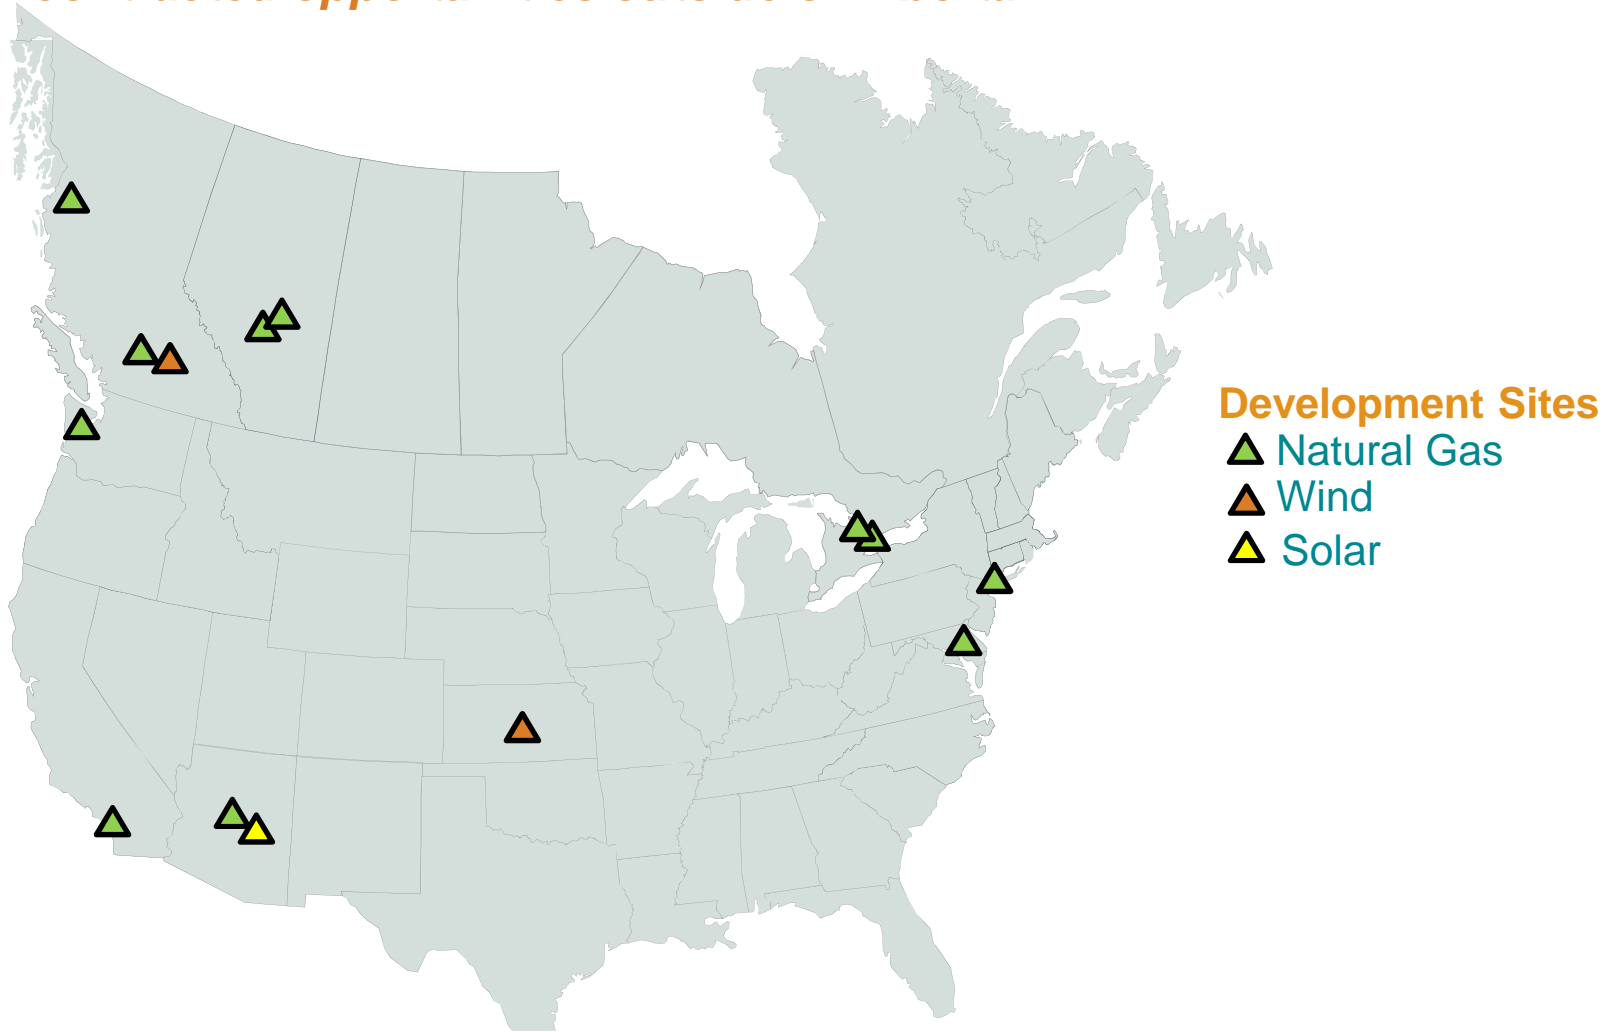 Development Sites
Natural Gas
Wind
Solar